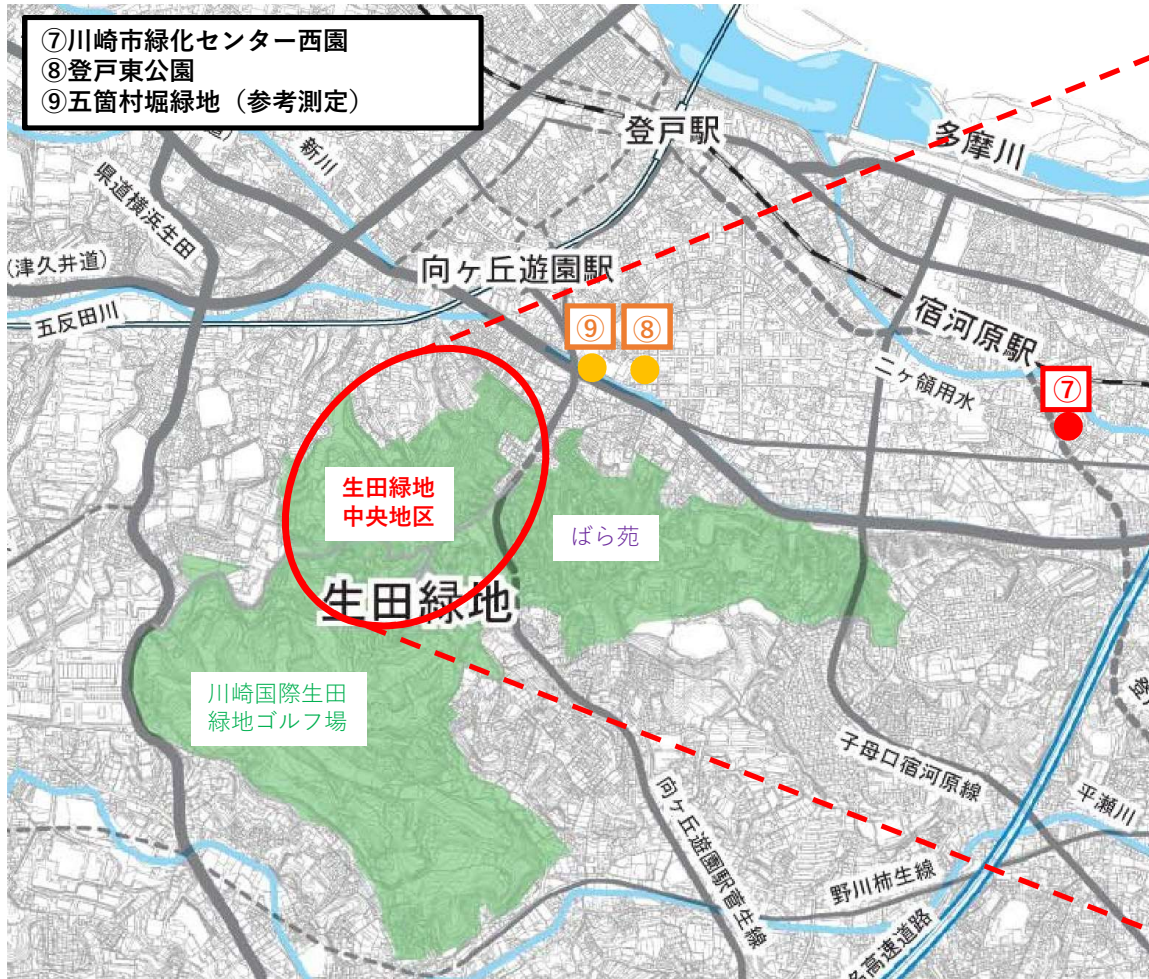 ⑦川崎市緑化センター西園
⑧登戸東公園
⑨五箇村堀緑地（参考測定）
登戸駅
多摩川
新川
県道横浜生田
（津久井道）
向ヶ丘遊園駅
五反田川
⑨
⑧
宿河原駅
二ヶ領用水
⑦
生田緑地
中央地区
ばら苑
生田緑地
川崎国際生田
緑地ゴルフ場
子母口宿河原線
平瀬川
向ヶ丘遊園駅菅生線
野川柿生線
高速道路